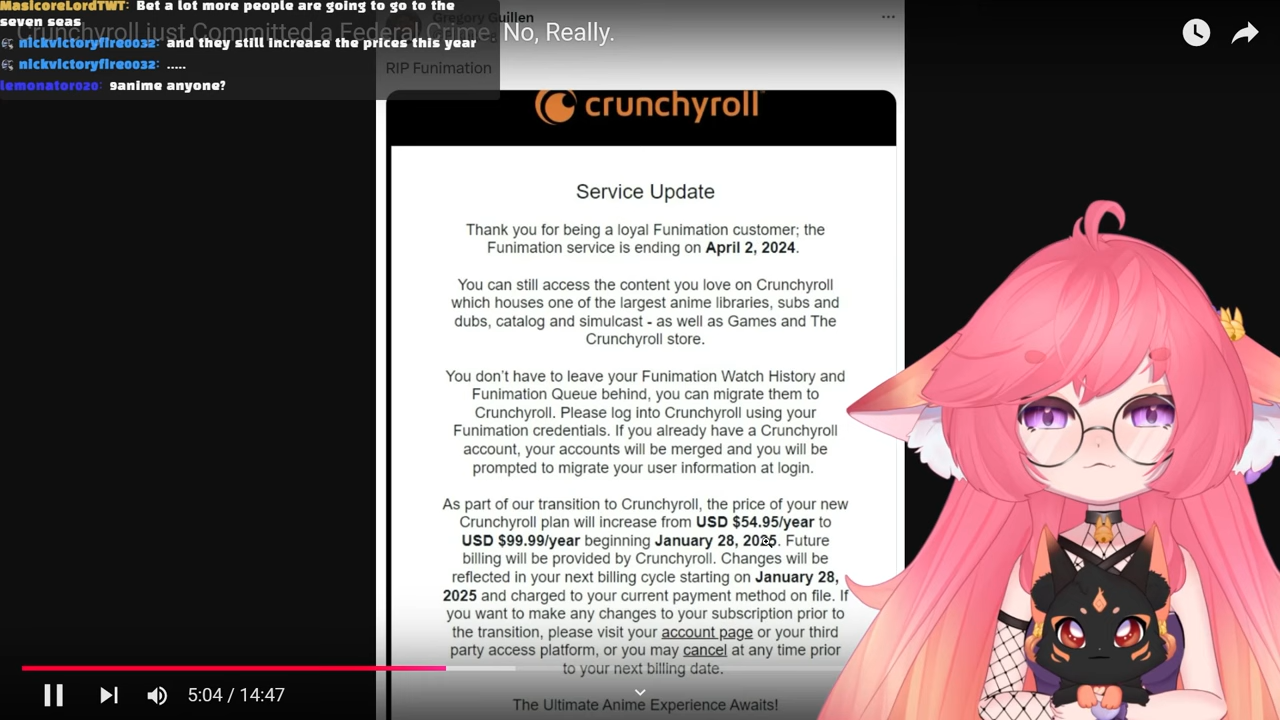 MasicoreLordTWT: Bet a lot more people are going to go to the
seven seas
nickvictoryfire0032: and they still increase the prices this year
nickvictoryfire0032: .....
lemonator020: 9anime anyone?
Crunchyroll just Committed a Federal Crime. No, Really.
Gregory Guillen
RIP Funimation
crunchyroll
Service Update
Thank you for being a loyal Funimation customer; the
Funimation service is ending on April 2, 2024.
You can still access the content you love on Crunchyroll
which houses one of the largest anime libraries, subs and
dubs, catalog and simulcast - as well as Games and The
Crunchyroll store.
You don't have to leave your Funimation Watch History and
Funimation Queue behind, you can migrate them to
Crunchyroll. Please log into Crunchyroll using your
Funimation credentials. If you already have a Crunchyroll
account, your accounts will be merged and you will be
prompted to migrate your user information at login.
As part of our transition to Crunchyroll, the price of your new
Crunchyroll plan will increase from USD $54.95/year to
USD $99.99/year beginning January 28, 2025. Future
billing will be provided by Crunchyroll. Changes will be
reflected in your next billing cycle starting on January 28,
2025 and charged to your current payment method on file. If
you want to make any changes to your subscription prior to
the transition, please visit your account page or your third
party access platform, or you may cancel at any time prior
to your next billing date.
The Ultimate Anime Experience Awaits!
5:04 / 14:47